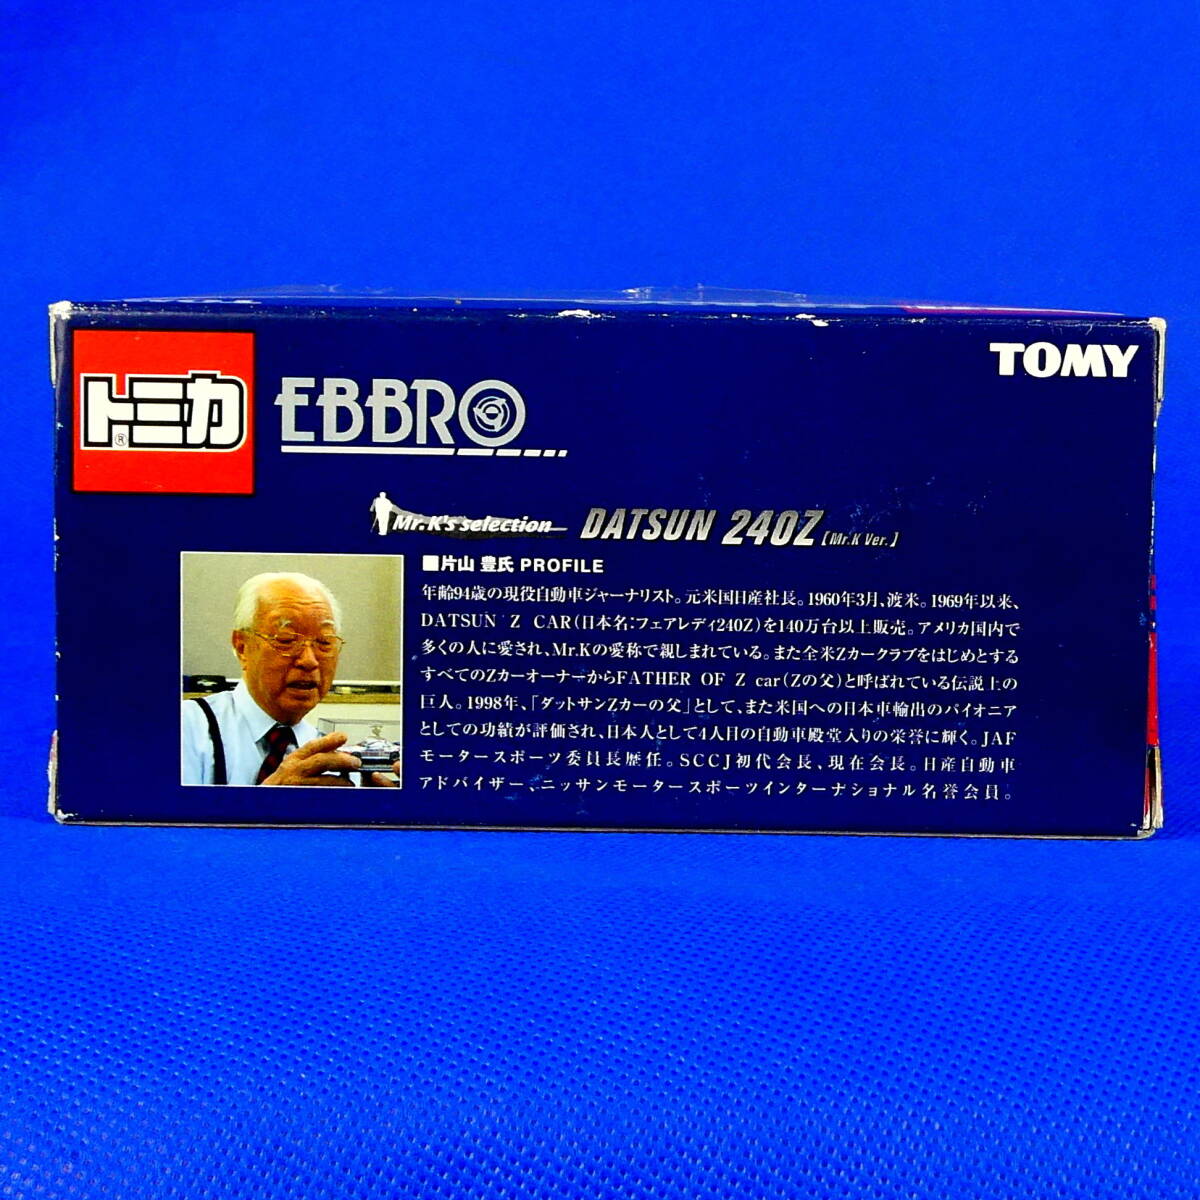 トミカ®
EBBRO
TOMY
Mr.K's selection DATSUN 240Z [Mr.K Ver.]
■片山 豊氏 PROFILE
年齢94歳の現役自動車ジャーナリスト。元米国日産社長。1960年3月、渡米。1969年以来、
DATSUN Z CAR(日本名:フェアレディ240Z)を140万台以上販売。アメリカ国内で
多くの人に愛され、Mr.Kの愛称で親しまれている。また全米Zカークラブをはじめとする
すべてのZカーオーナーからFATHER OF Z car(Zの父)と呼ばれている伝説上の
巨人。1998年、「ダットサンZカーの父」として、また米国への日本車輸出のパイオニア
としての功績が評価され、日本人として4人目の自動車殿堂入りの栄誉に輝く。JAF
モータースポーツ委員長歴任。SCCJ初代会長、現在会長。日産自動車
アドバイザー、ニッサンモータースポーツインターナショナル名誉会員。